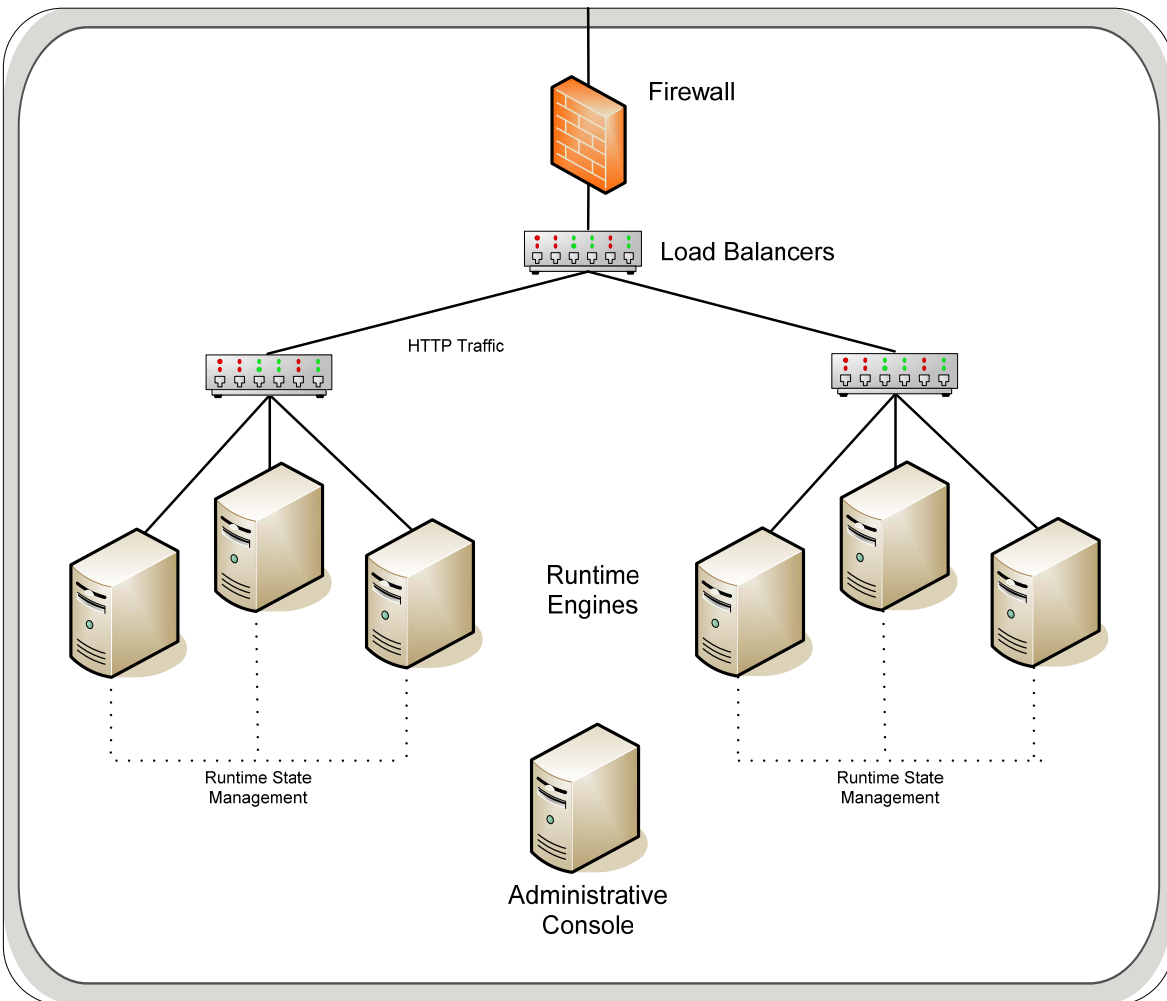 Firewall
Load Balancers
HTTP Traffic
Runtime
Engines
Runtime State
Management
Runtime State
Management
Administrative
Console